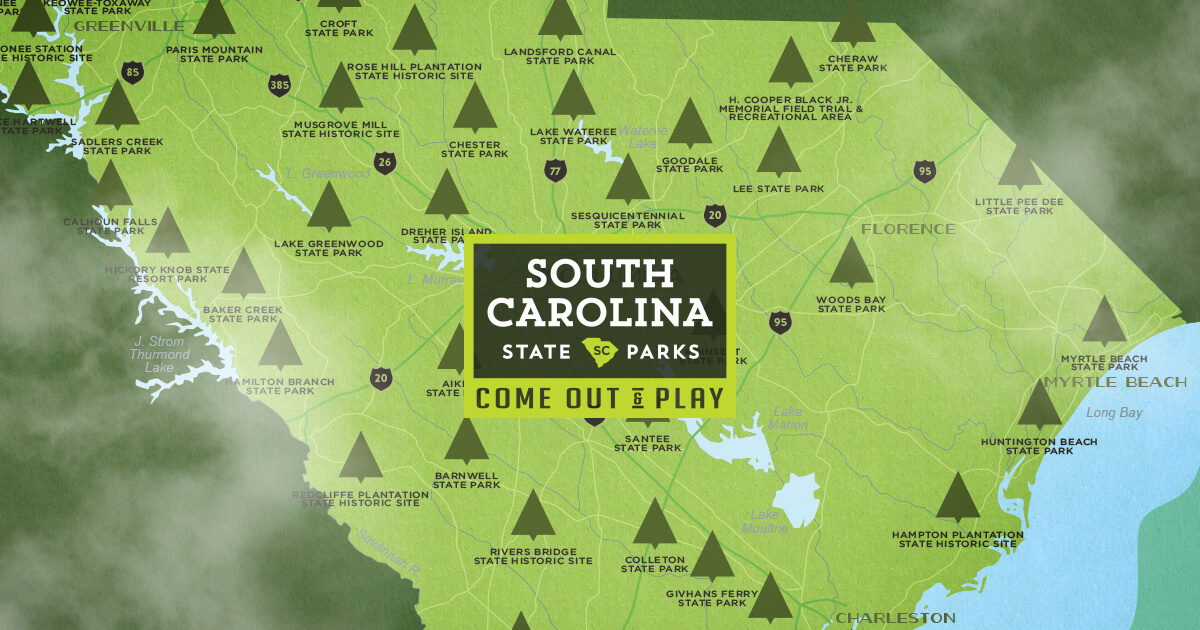 KEOWEE-TOXAWAY
STATE PARK
GREENVILLE
CROFT
STATE PARK
ONEE STATION
E HISTORIC SITE
PARIS MOUNTAIN
STATE PARK
ROSE HILL PLANTATION
STATE HISTORIC SITE
LANDSFORD CANAL
STATE PARK
CHERAW
STATE PARK
85
385
H. COOPER BLACK JR.
MEMORIAL FIELD TRIAL &
RECREATIONAL AREA
CE HARTWELL
STATE PARK
MUSGROVE MILL
STATE HISTORIC SITE
SADLERS CREEK
STATE PARK
CHESTER
STATE PARK
LAKE WATEREE
STATE PARK
Wateree
Lake
GOODALE
STATE PARK
26
77
95
L. Greenwood
LEE STATE PARK
LITTLE PEE DEE
STATE PARK
CALHOUN FALLS
STATE PARK
SESQUICENTENNIAL
STATE PARK
20
FLORENCE
LAKE GREENWOOD
STATE PARK
DREHER ISLAND
STATE PA
HICKORY KNOB STATE
RESORT PARK
L. Murray
SOUTH
CAROLINA
STATE SC PARKS
COME OUT & PLAY
WOODS BAY
STATE PARK
BAKER CREEK
STATE PARK
95
J. Strom
Thurmond
Lake
MYRTLE BEACH
STATE PARK
MYRTLE BEACH
HAMILTON BRANCH
STATE PARK
20
AIK
STATE
Lake
Marion
Long Bay
SANTEE
STATE PARK
HUNTINGTON BEACH
STATE PARK
BARNWELL
STATE PARK
REDCLIFFE PLANTATION
STATE HISTORIC SITE
Lake
Moultrie
HAMPTON PLANTATION
STATE HISTORIC SITE
Savannah R.
RIVERS BRIDGE
STATE HISTORIC SITE
COLLETON
STATE PARK
GIVHANS FERRY
STATE PARK
CHARLESTON